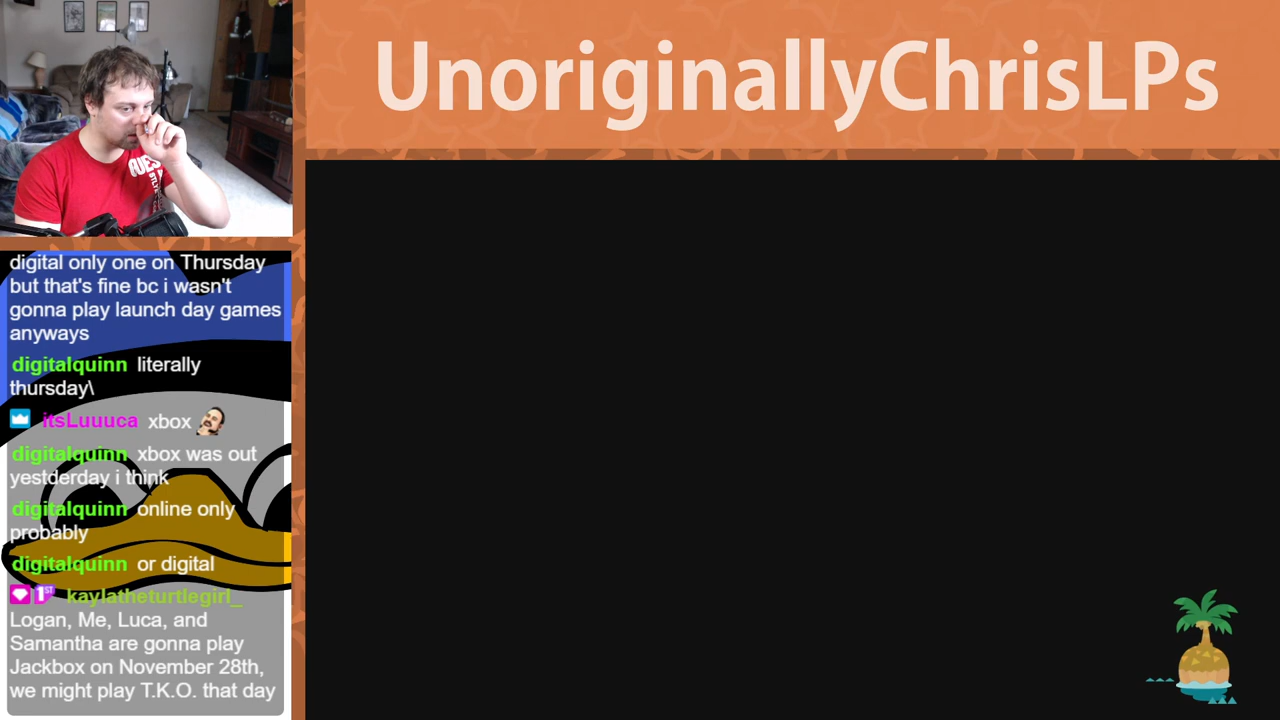 UnoriginallyChrisLPs
digital only one on Thursday
but that's fine bc i wasn't
gonna play launch day games
anyways
digitalquinn literally
thursday\
itsLuuuca xbox
digitalquinn xbox was out
yestderday i think
digitalquinn online only
probably
digitalquinn or digital
1ST kaylatheturtlegirl_
Logan, Me, Luca, and
Samantha are gonna play
Jackbox on November 28th,
we might play T.K.O. that day